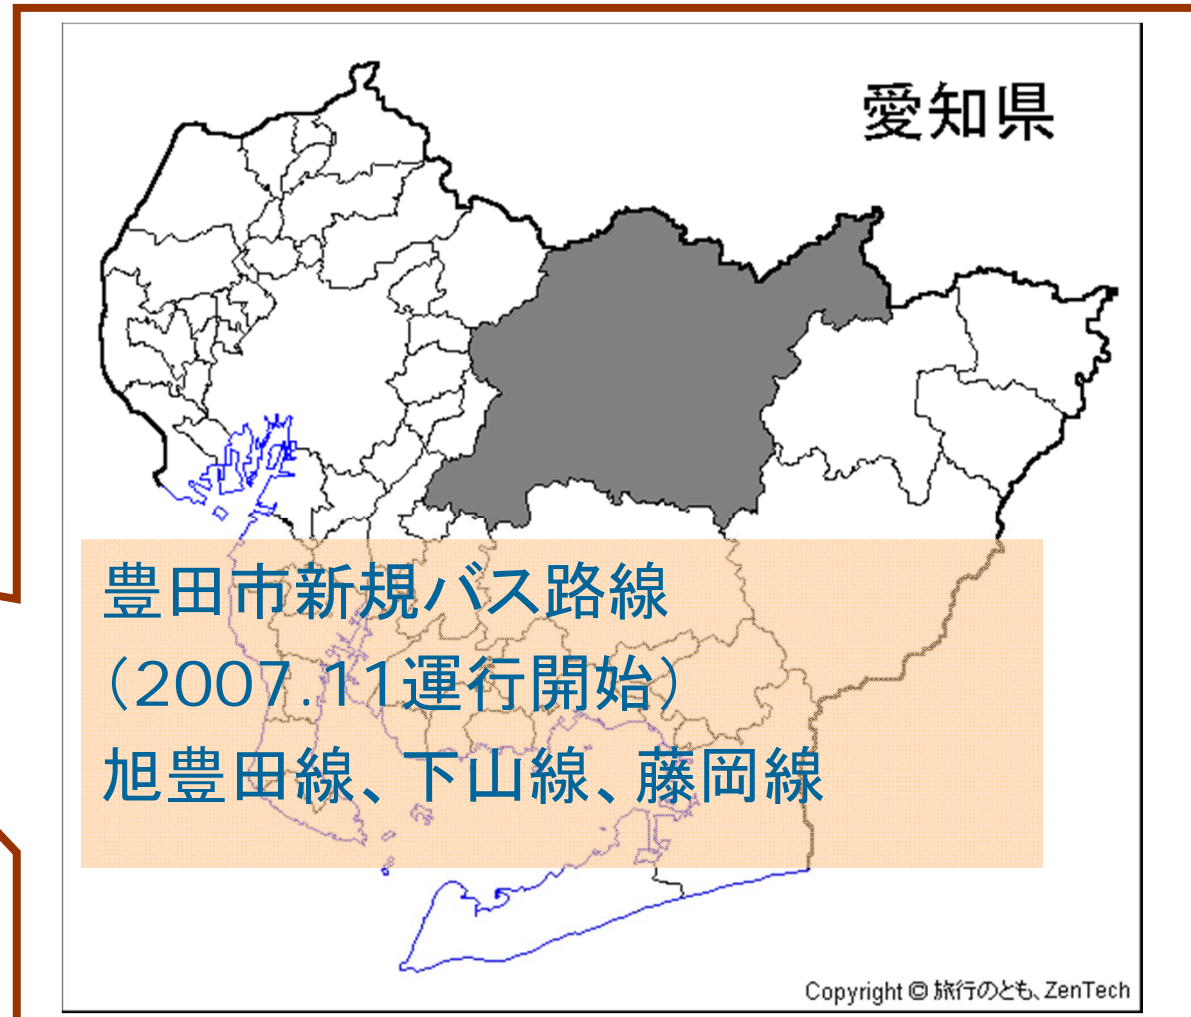 愛知県
豊田市新規バス路線
（2007.11運行開始）
旭豊田線、下山線、藤岡線
Copyright © 旅行のとも、ZenTech